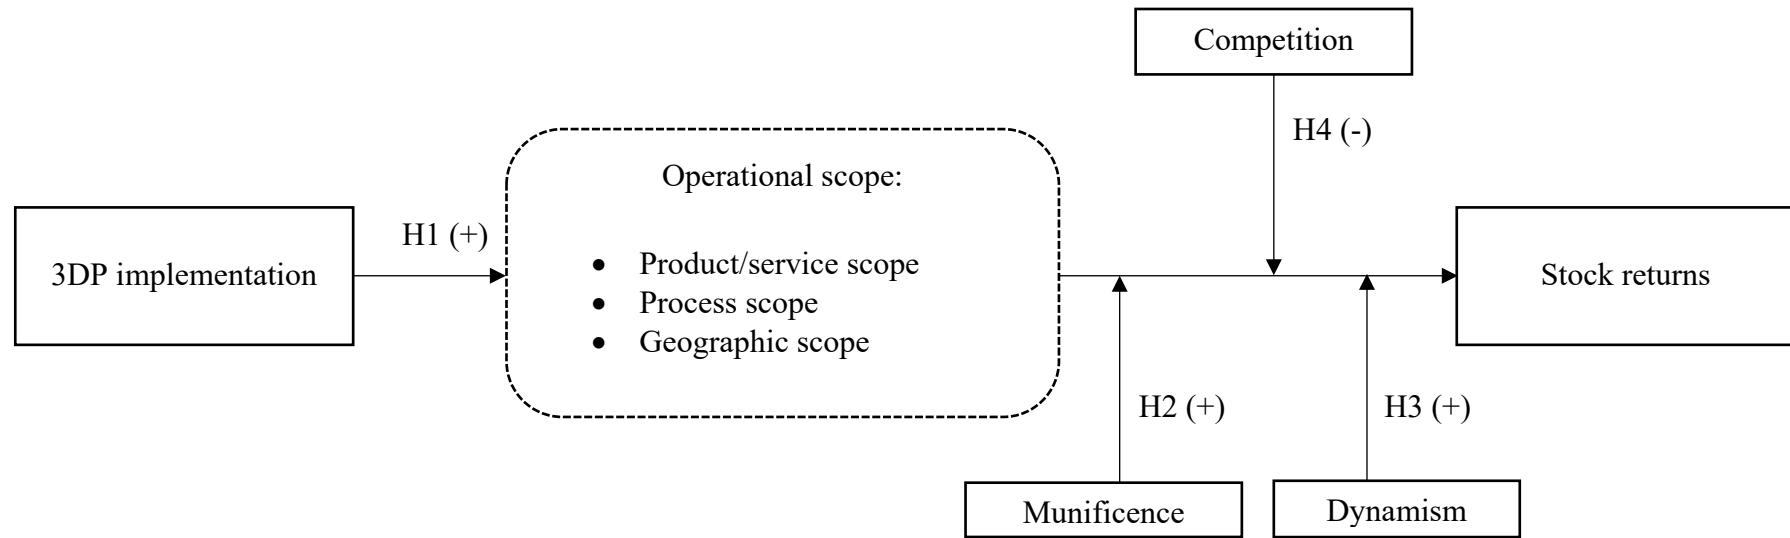 Competition
H4 (-)
Operational scope:
H1 (+)
3DP implementation
• Product/service scope
• Process scope
• Geographic scope
Stock returns
H2 (+)
H3 (+)
Munificence
Dynamism